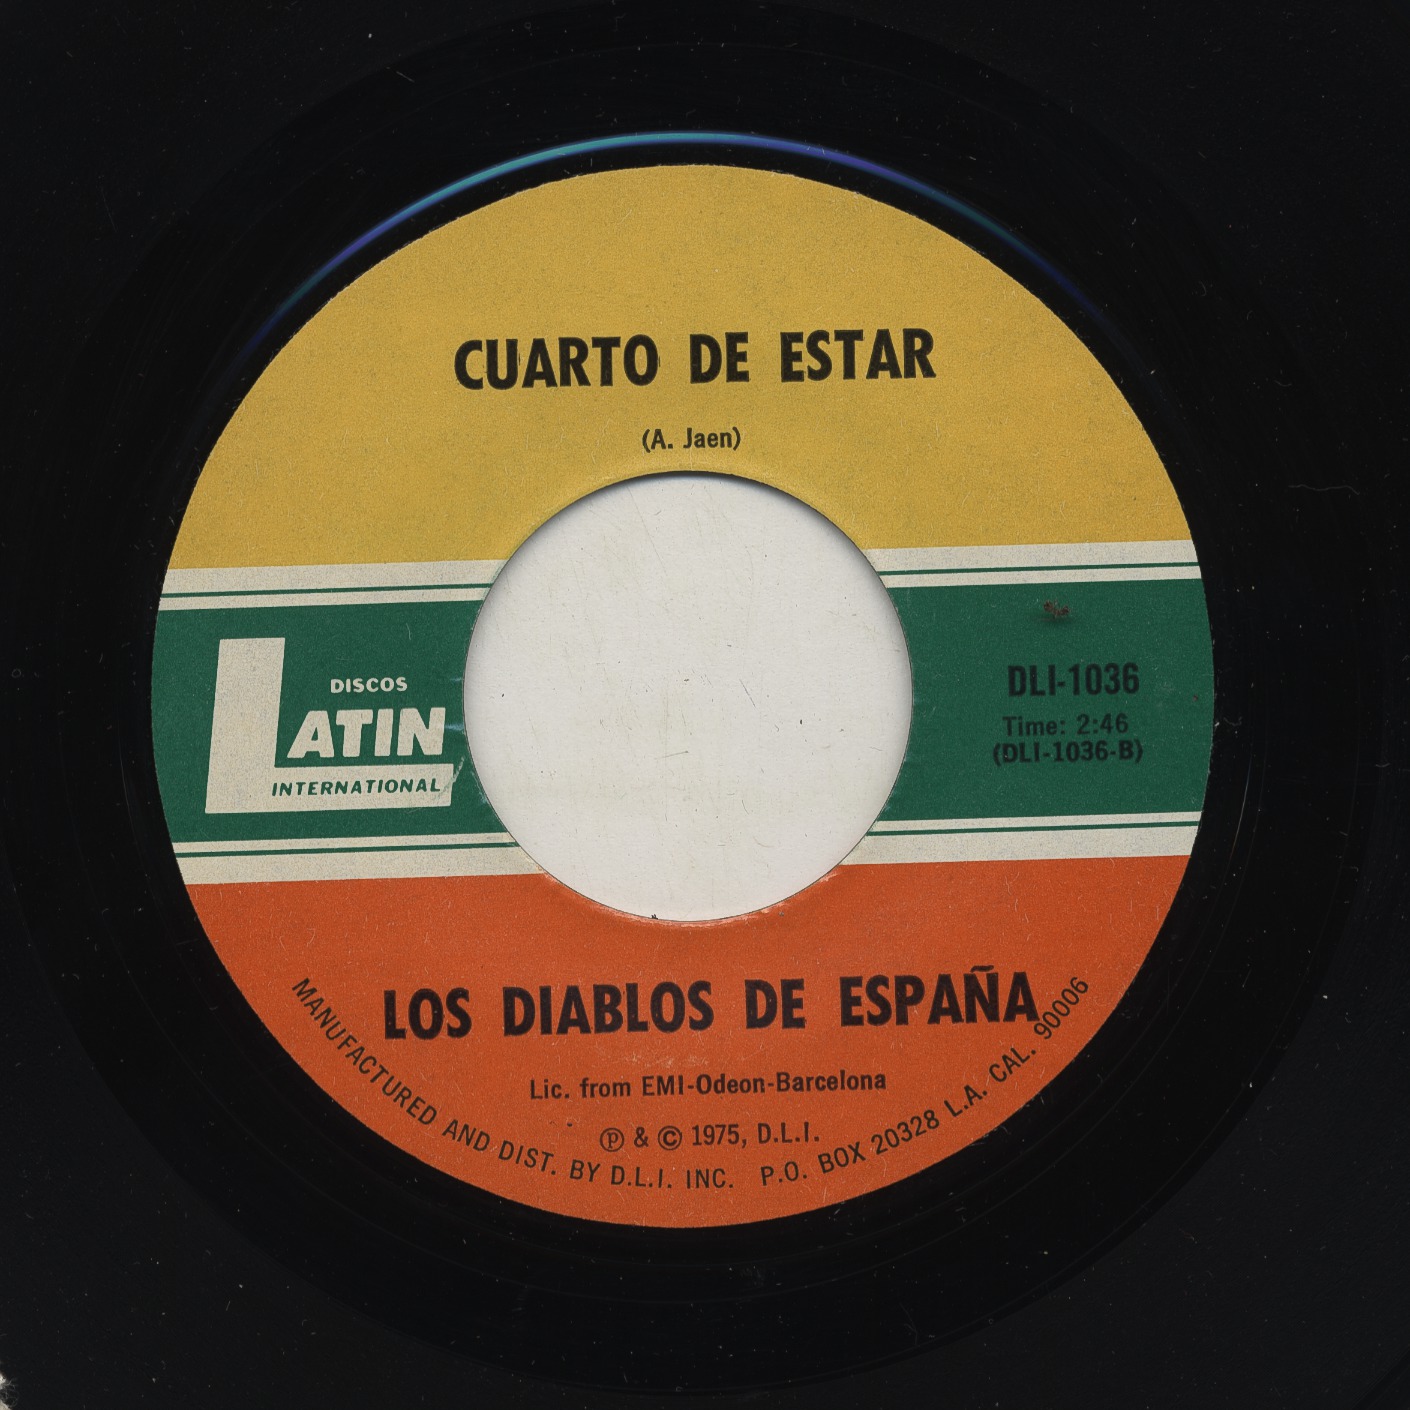 CUARTO DE ESTAR
(A. Jaen)
DISCOS
LATIN
INTERNATIONAL
DLI-1036
Time: 2:46
(DLI-1036-B)
LOS DIABLOS DE ESPAÑA
Lic. from EMI-Odeon-Barcelona
℗ & © 1975, D.L.I.
MANUFACTURED AND DIST. BY D.L.I. INC. P.O. BOX 20328 L.A. CAL. 90006